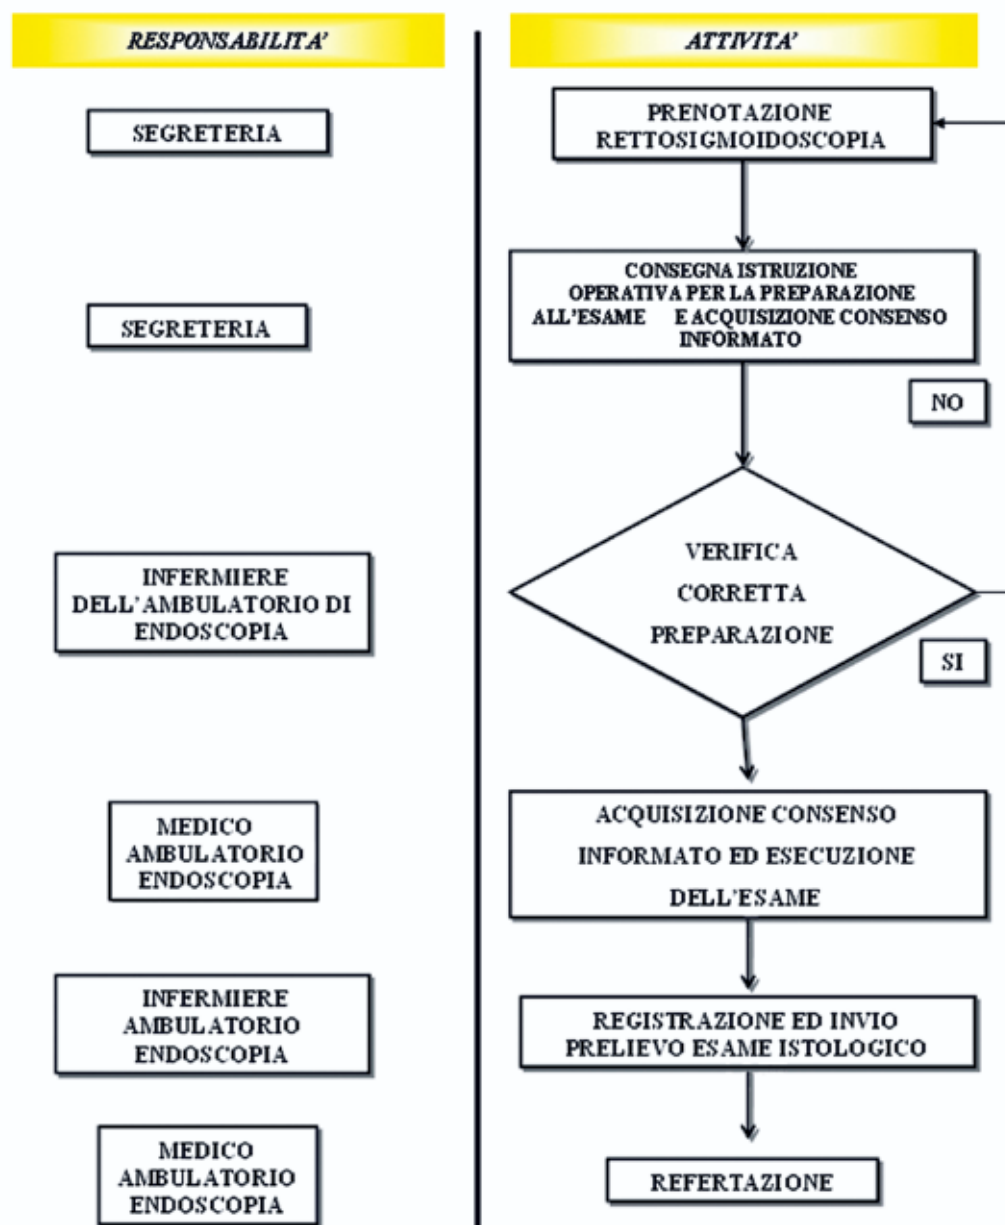 RESPONSABILITA'
ATTIVITA'
SEGRETERIA
PRENOTAZIONE
RETTOSIGMOIDOSCOPIA
SEGRETERIA
CONSEGNA ISTRUZIONE
OPERATIVA PER LA PREPARAZIONE
ALL'ESAME E ACQUISIZIONE CONSENSO
INFORMATO
NO
INFERMIERE
DELL'AMBULATORIO DI
ENDOSCOPIA
VERIFICA
CORRETTA
PREPARAZIONE
SI
MEDICO
AMBULATORIO
ENDOSCOPIA
ACQUISIZIONE CONSENSO
INFORMATO ED ESECUZIONE
DELL'ESAME
INFERMIERE
AMBULATORIO
ENDOSCOPIA
REGISTRAZIONE ED INVIO
PRELIEVO ESAME ISTOLOGICO
MEDICO
AMBULATORIO
ENDOSCOPIA
REFERTAZIONE